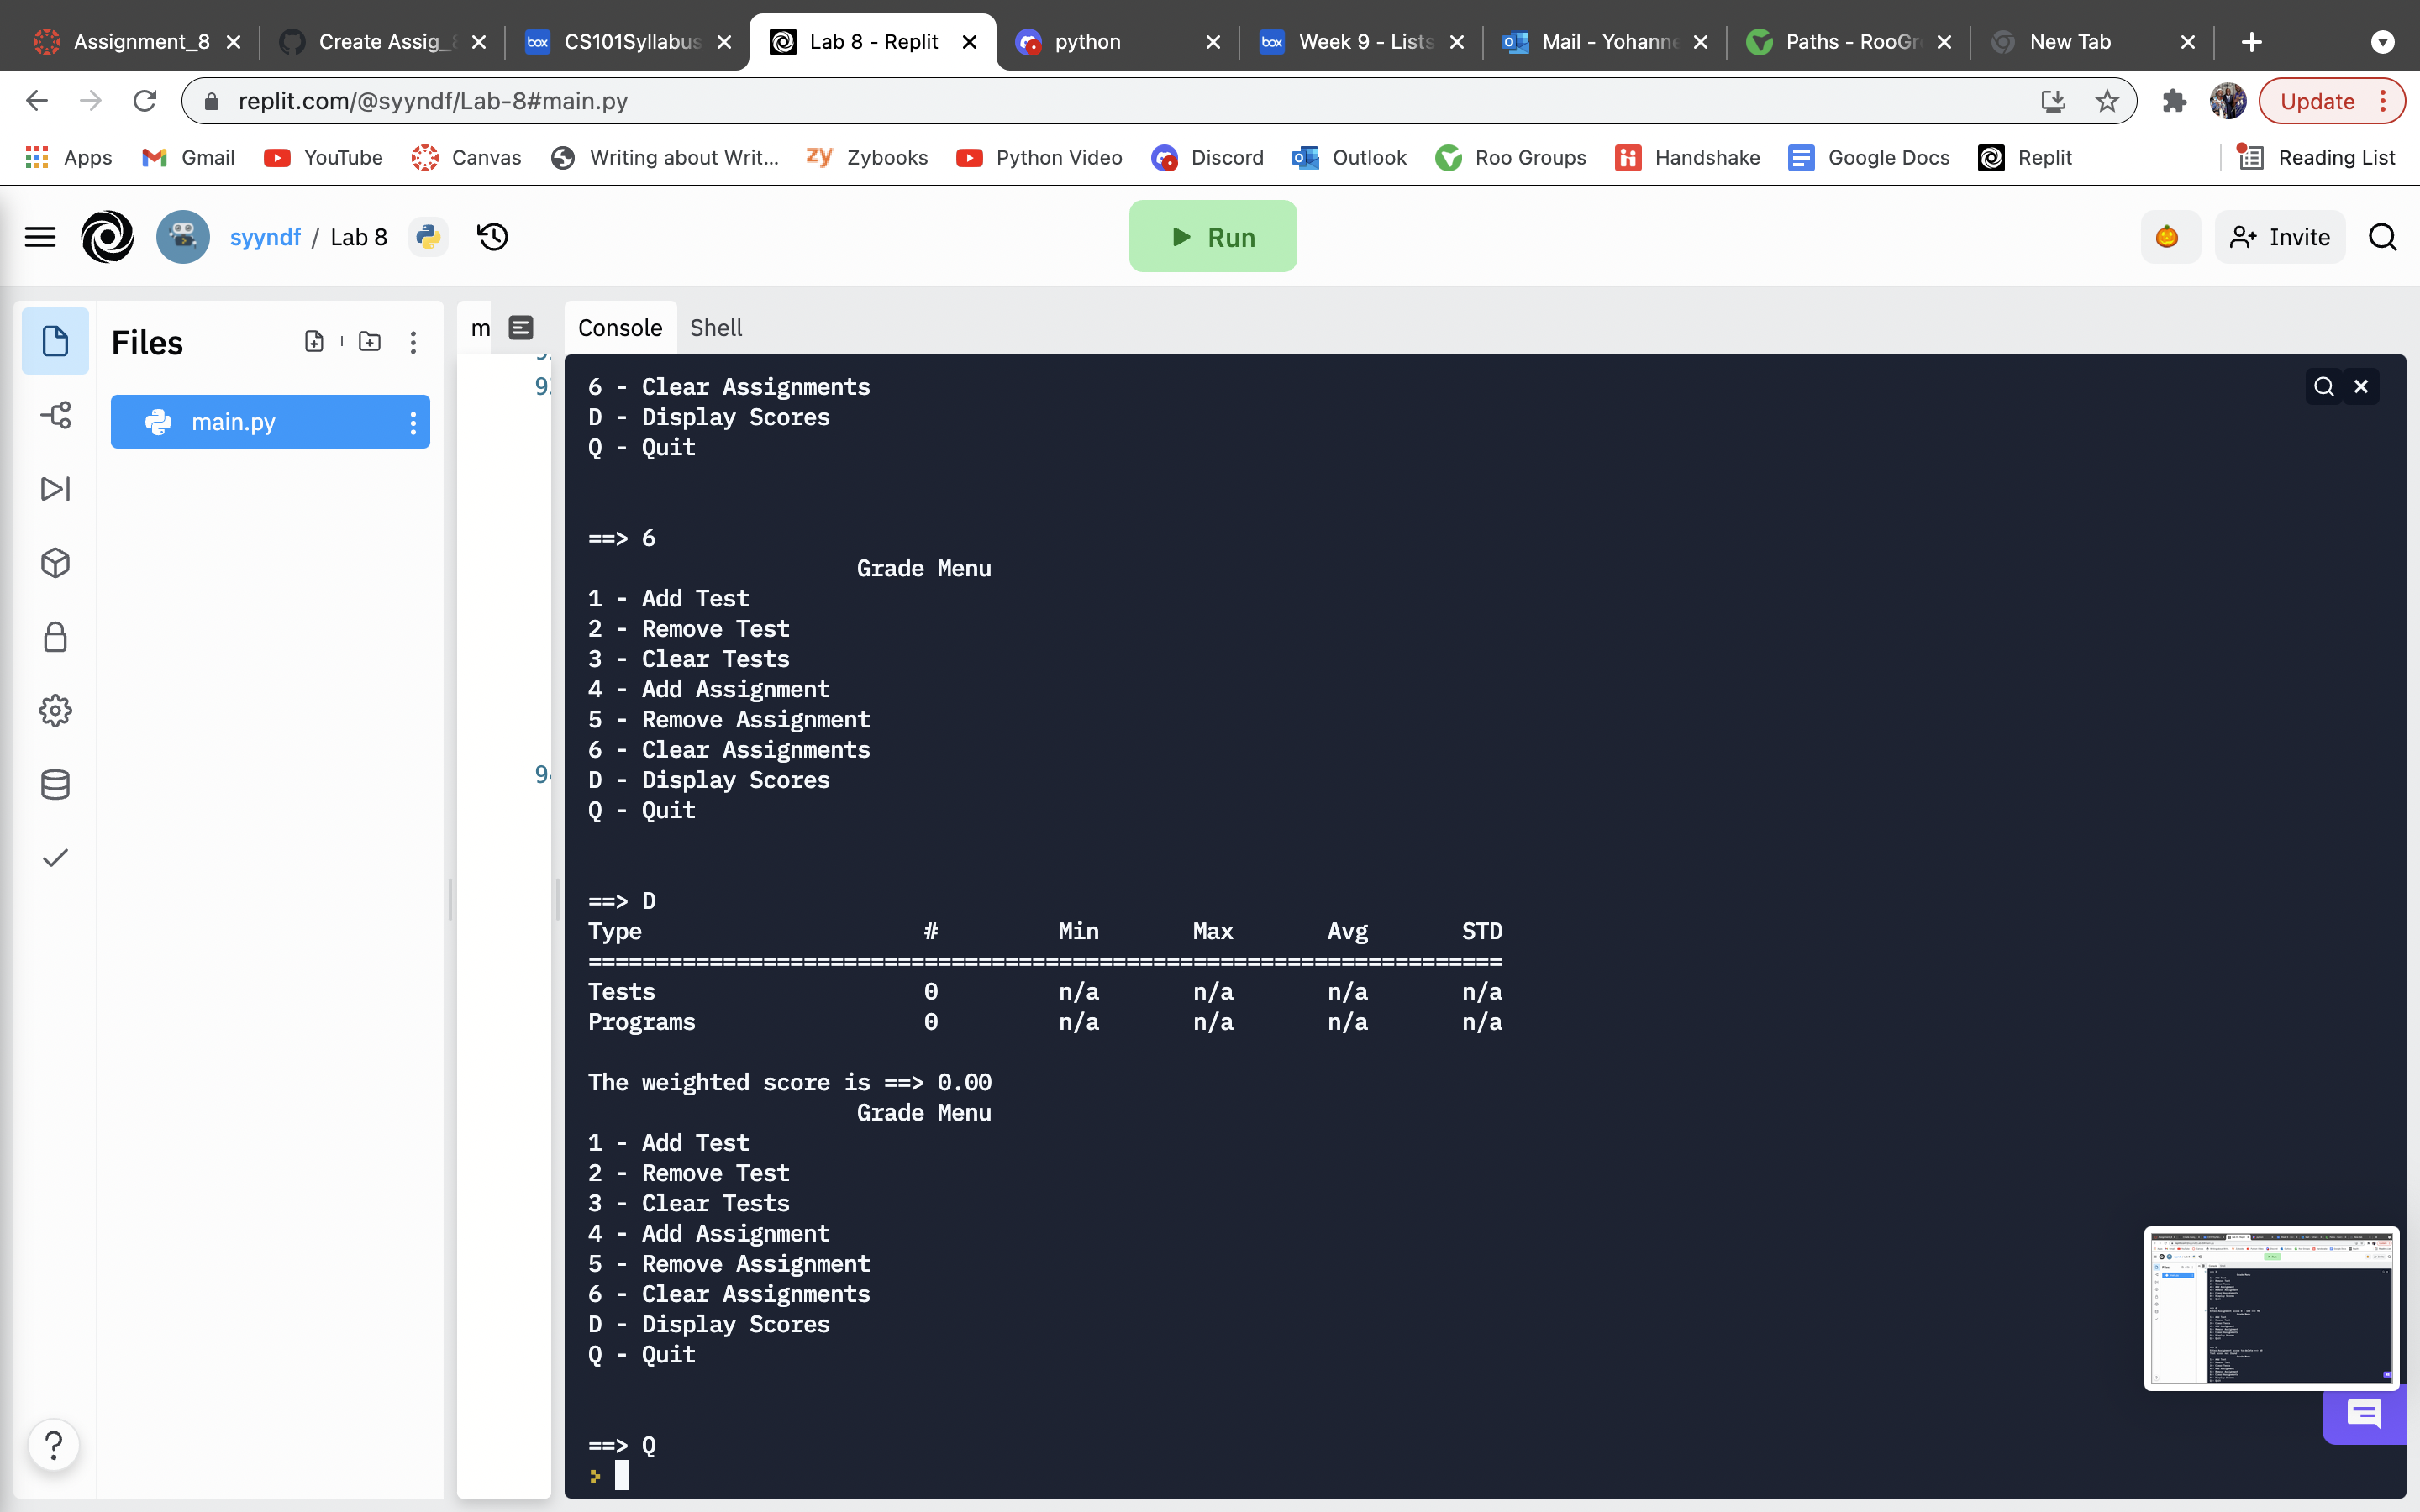 Assignment_8
Create Assig_8
CS101Syllabus
Lab 8 - Replit
python
Week 9 - Lists
Mail - Yohanne
Paths - RooGr
New Tab
replit.com/@syyndf/Lab-8#main.py
Update
Apps
Gmail
YouTube
Canvas
Writing about Writ...
Zybooks
Python Video
Discord
Outlook
Roo Groups
Handshake
Google Docs
Replit
Reading List
syyndf / Lab 8
Run
Invite
Files
m
Console
Shell
main.py
6 - Clear Assignments
D - Display Scores
Q - Quit
==> 6
Grade Menu
1 - Add Test
2 - Remove Test
3 - Clear Tests
4 - Add Assignment
5 - Remove Assignment
6 - Clear Assignments
D - Display Scores
Q - Quit
==> D
Type # Min Max Avg STD
====================================================================
Tests 0 n/a n/a n/a n/a
Programs 0 n/a n/a n/a n/a
The weighted score is ==> 0.00
Grade Menu
1 - Add Test
2 - Remove Test
3 - Clear Tests
4 - Add Assignment
5 - Remove Assignment
6 - Clear Assignments
D - Display Scores
Q - Quit
==> Q